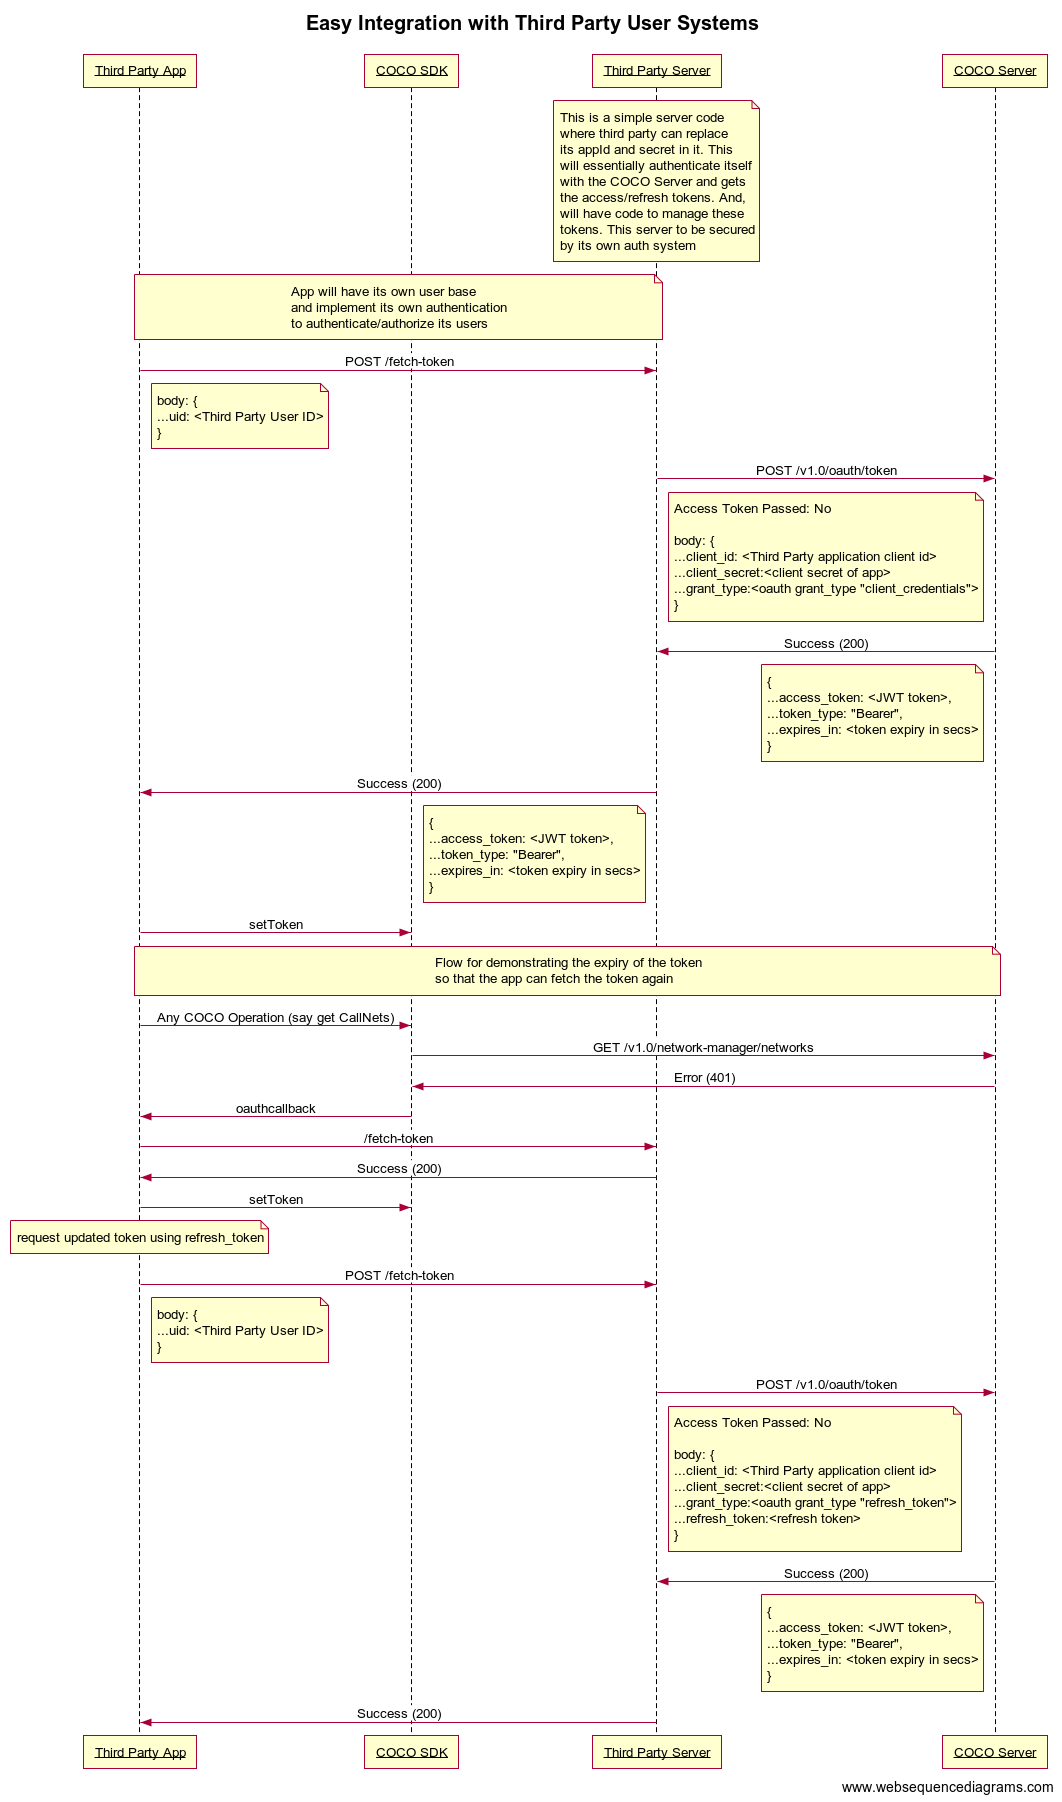 Easy Integration with Third Party User Systems
Third Party App
COCO SDK
Third Party Server
COCO Server
This is a simple server code
where third party can replace
its appId and secret in it. This
will essentially authenticate itself
with the COCO Server and gets
the access/refresh tokens. And,
will have code to manage these
tokens. This server to be secured
by its own auth system
App will have its own user base
and implement its own authentication
to authenticate/authorize its users
POST /fetch-token
body: {
...uid: <Third Party User ID>
}
POST /v1.0/oauth/token
Access Token Passed: No
body: {
...client_id: <Third Party application client id>
...client_secret:<client secret of app>
...grant_type:<oauth grant_type "client_credentials">
}
Success (200)
{
...access_token: <JWT token>,
...token_type: "Bearer",
...expires_in: <token expiry in secs>
}
Success (200)
{
...access_token: <JWT token>,
...token_type: "Bearer",
...expires_in: <token expiry in secs>
}
setToken
Flow for demonstrating the expiry of the token
so that the app can fetch the token again
Any COCO Operation (say get CallNets)
GET /v1.0/network-manager/networks
Error (401)
oauthcallback
/fetch-token
Success (200)
setToken
request updated token using refresh_token
POST /fetch-token
body: {
...uid: <Third Party User ID>
}
POST /v1.0/oauth/token
Access Token Passed: No
body: {
...client_id: <Third Party application client id>
...client_secret:<client secret of app>
...grant_type:<oauth grant_type "refresh_token">
...refresh_token:<refresh token>
}
Success (200)
{
...access_token: <JWT token>,
...token_type: "Bearer",
...expires_in: <token expiry in secs>
}
Success (200)
Third Party App
COCO SDK
Third Party Server
COCO Server
www.websequencediagrams.com